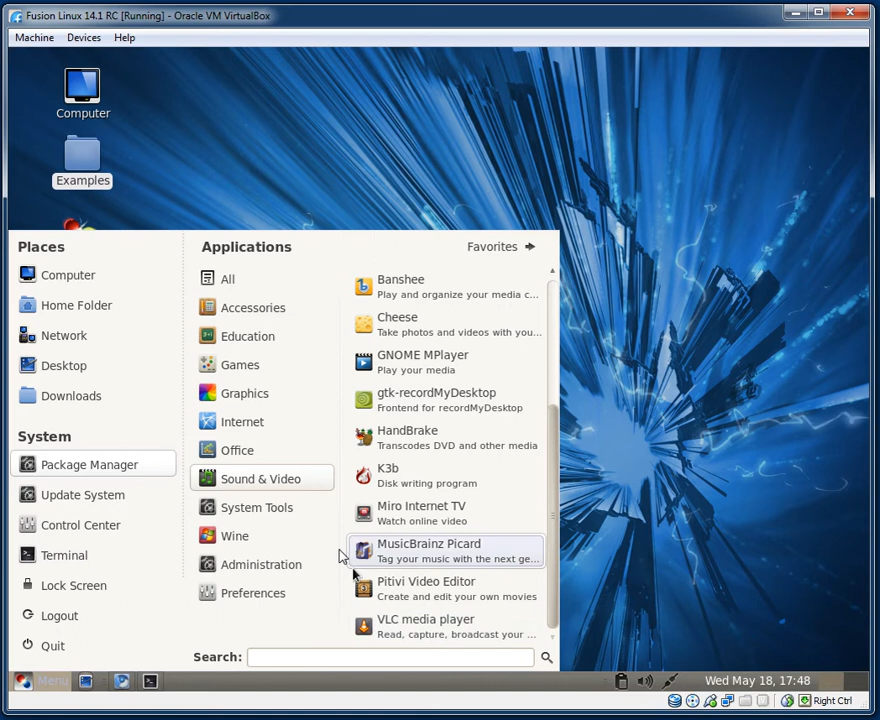 Fusion Linux 14.1 RC [Running] - Oracle VM VirtualBox
Machine Devices Help
Computer
Examples
Places
Computer
Home Folder
Network
Desktop
Downloads
System
Package Manager
Update System
Control Center
Terminal
Lock Screen
Logout
Quit
Applications
Favorites
All
Accessories
Education
Games
Graphics
Internet
Office
Sound & Video
System Tools
Wine
Administration
Preferences
Banshee
Play and organize your media c...
Cheese
Take photos and videos with you...
GNOME MPlayer
Play your media
gtk-recordMyDesktop
Frontend for recordMyDesktop
HandBrake
Transcodes DVD and other media
K3b
Disk writing program
Miro Internet TV
Watch online video
MusicBrainz Picard
Tag your music with the next ge...
Pitivi Video Editor
Create and edit your own movies
VLC media player
Read, capture, broadcast your ...
Search:
Menu
Wed May 18, 17:48
Right Ctrl